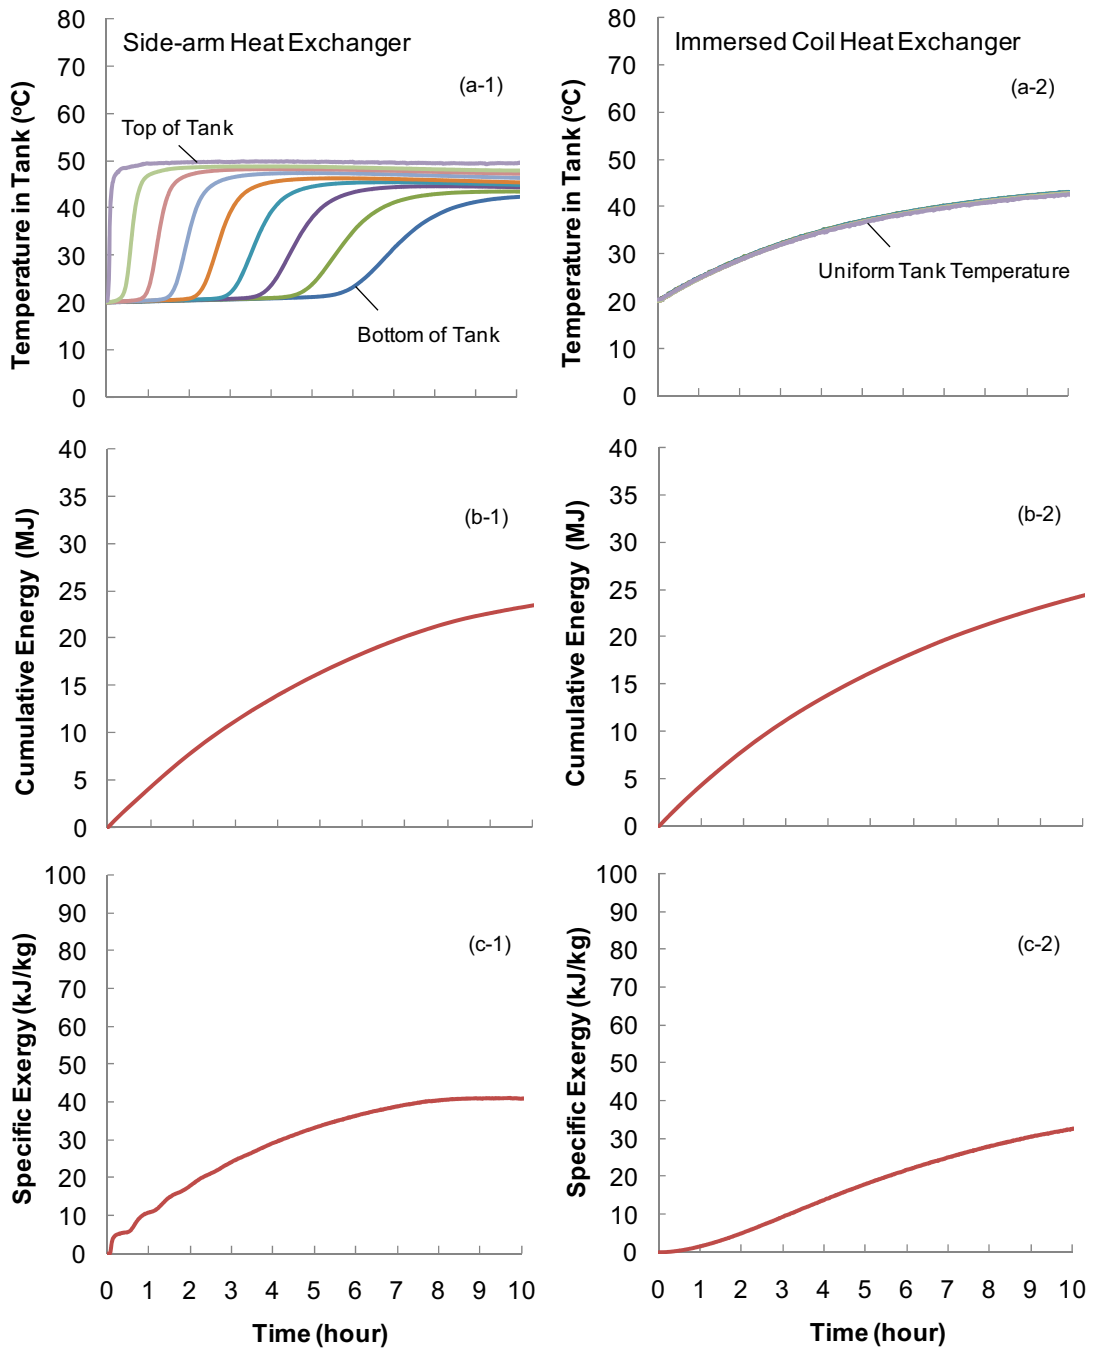 Side-arm Heat Exchanger
(a-1)
Top of Tank
Bottom of Tank
Temperature in Tank (ºC)
80
70
60
50
40
30
20
10
0
Immersed Coil Heat Exchanger
(a-2)
Uniform Tank Temperature
Temperature in Tank (ºC)
80
70
60
50
40
30
20
10
0
(b-1)
Cumulative Energy (MJ)
40
35
30
25
20
15
10
5
0
(b-2)
Cumulative Energy (MJ)
40
35
30
25
20
15
10
5
0
(c-1)
Specific Exergy (kJ/kg)
100
90
80
70
60
50
40
30
20
10
0
0 1 2 3 4 5 6 7 8 9 10
Time (hour)
(c-2)
Specific Exergy (kJ/kg)
100
90
80
70
60
50
40
30
20
10
0
0 1 2 3 4 5 6 7 8 9 10
Time (hour)